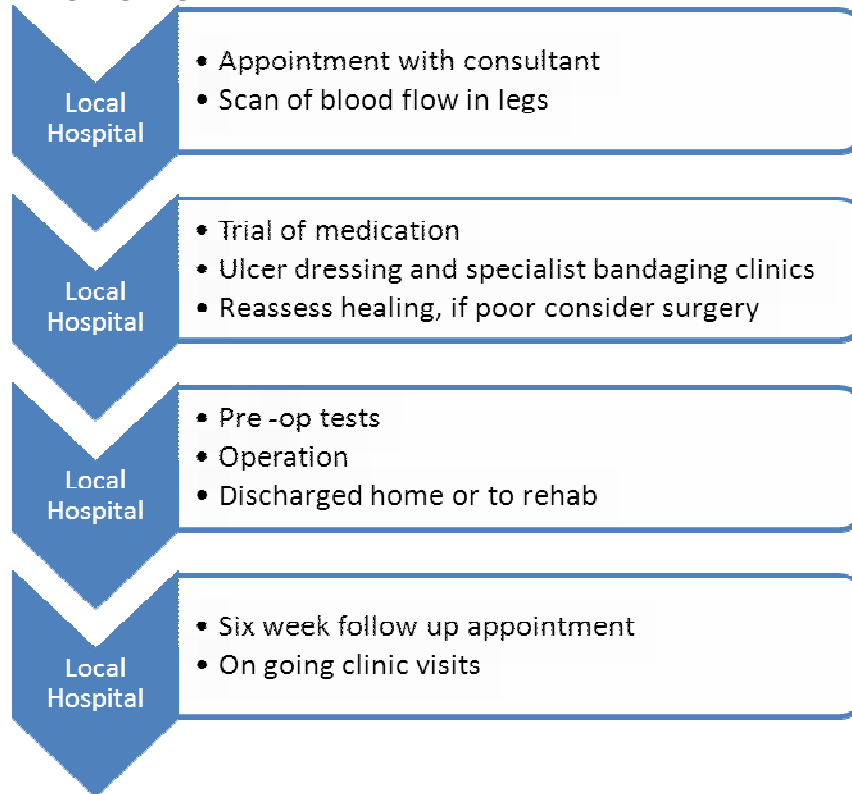 Local
Hospital
• Appointment with consultant
• Scan of blood flow in legs
Local
Hospital
• Trial of medication
• Ulcer dressing and specialist bandaging clinics
• Reassess healing, if poor consider surgery
Local
Hospital
• Pre -op tests
• Operation
• Discharged home or to rehab
Local
Hospital
• Six week follow up appointment
• On going clinic visits